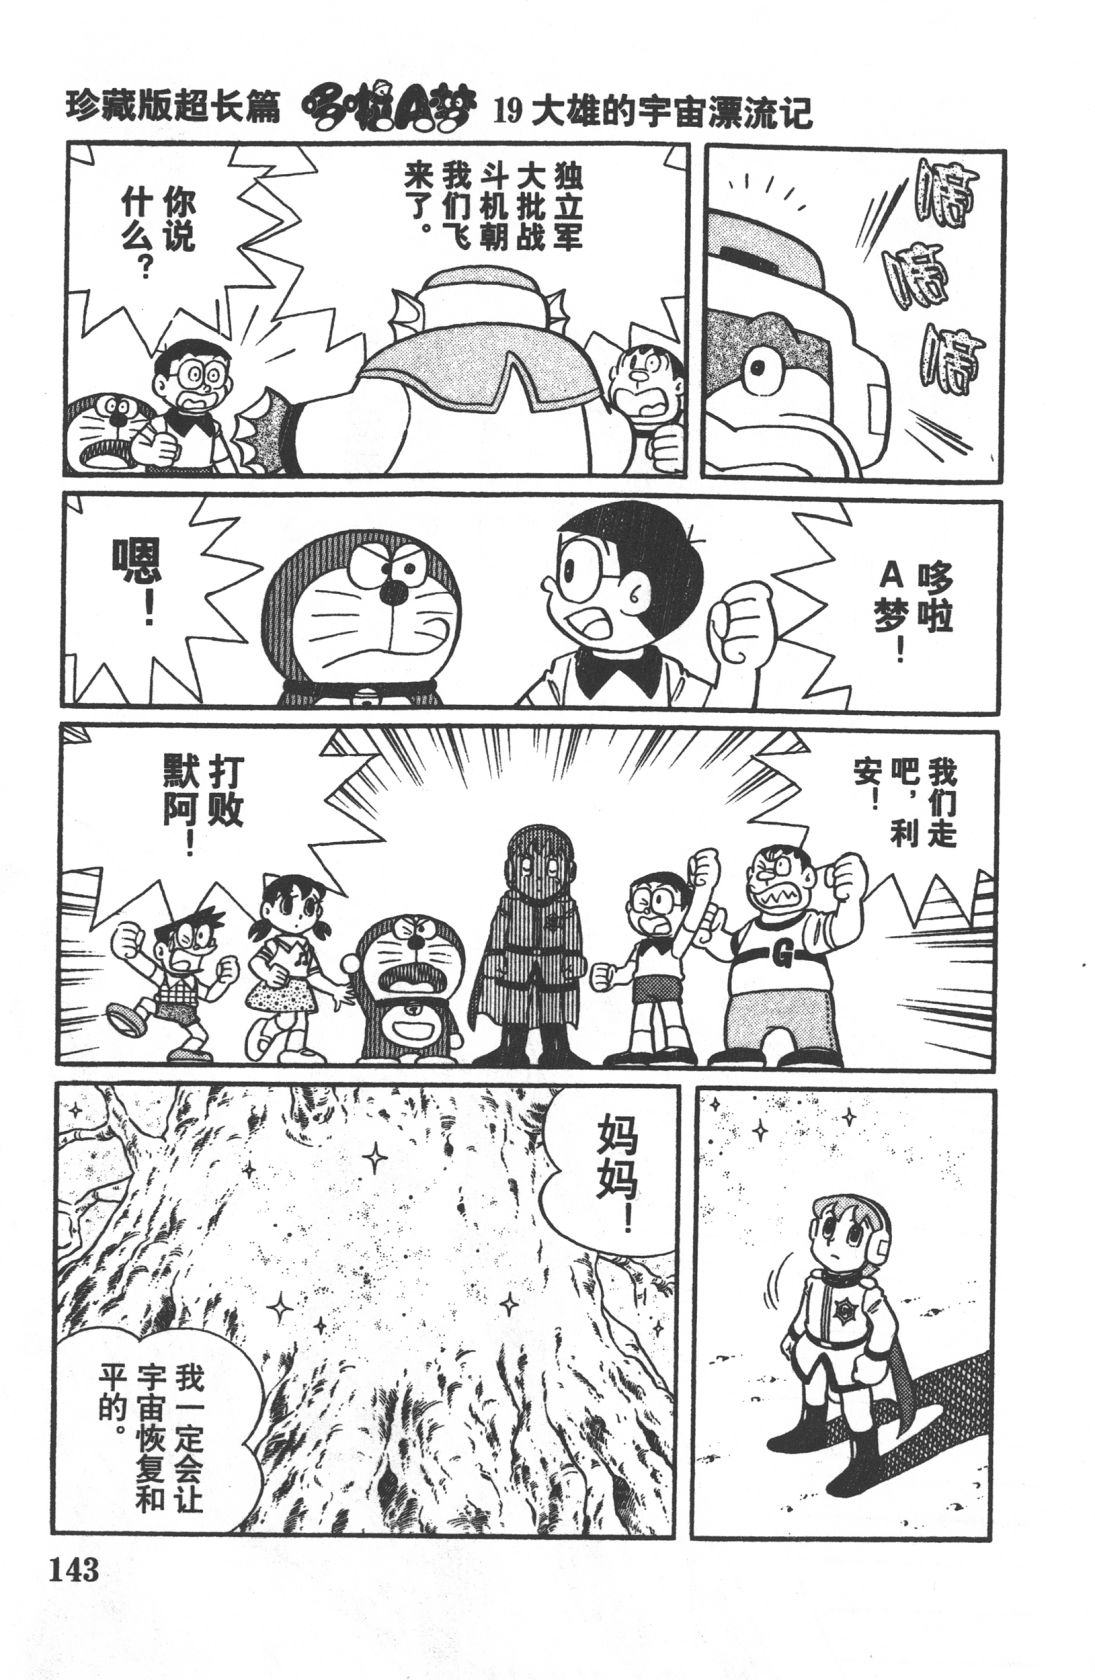 珍藏版超长篇 哆啦A梦 19 大雄的宇宙漂流记
嘀
嘀
嘀
独立军
大批战
斗机朝
我们飞
来了。
你说
什么?
哆啦
A梦!
嗯!
我们走
吧,利
安!
打败
默阿!
G
妈妈!
我一定会让
宇宙恢复和
平的。
143